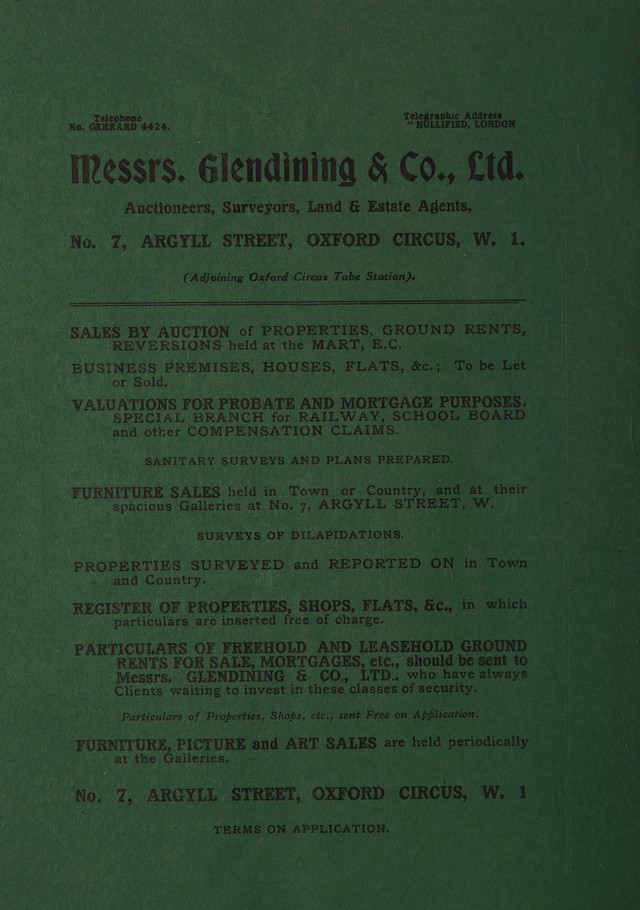 Telephone
No. GERRARD 4424.
Telegraphic Address
"NULLIFIED, LONDON
Messrs. Glendining & Co., Ltd.
Auctioneers, Surveyors, Land & Estate Agents,
No. 7, ARGYLL STREET, OXFORD CIRCUS, W. 1.
(Adjoining Oxford Circus Tube Station).
SALES BY AUCTION of PROPERTIES, GROUND RENTS,
REVERSIONS held at the MART, E.C.
BUSINESS PREMISES, HOUSES, FLATS, &c.; To be Let
or Sold.
VALUATIONS FOR PROBATE AND MORTGAGE PURPOSES.
SPECIAL BRANCH for RAILWAY, SCHOOL BOARD
and other COMPENSATION CLAIMS.
SANITARY SURVEYS AND PLANS PREPARED.
FURNITURE SALES held in Town or Country, and at their
spacious Galleries at No. 7, ARGYLL STREET, W.
SURVEYS OF DILAPIDATIONS.
PROPERTIES SURVEYED and REPORTED ON in Town
and Country.
REGISTER OF PROPERTIES, SHOPS, FLATS, &c., in which
particulars are inserted free of charge.
PARTICULARS OF FREEHOLD AND LEASEHOLD GROUND
RENTS FOR SALE, MORTGAGES, etc., should be sent to
Messrs. GLENDINING & CO., LTD., who have always
Clients waiting to invest in these classes of security.
Particulars of Properties, Shops, etc., sent Free on Application.
FURNITURE, PICTURE and ART SALES are held periodically
at the Galleries.
No. 7, ARGYLL STREET, OXFORD CIRCUS, W. 1
TERMS ON APPLICATION.